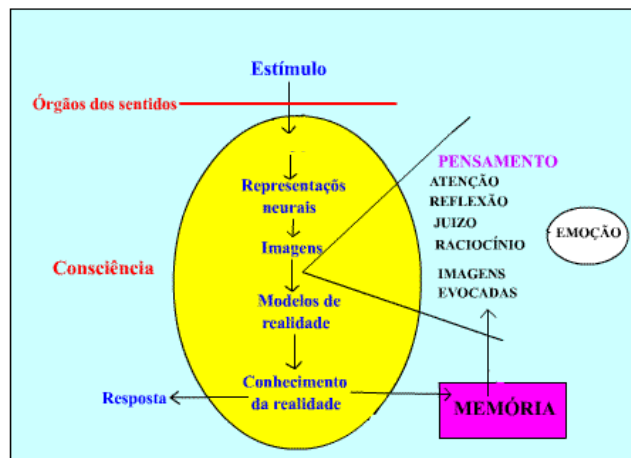 Estímulo
Órgãos dos sentidos
Representaçõs
neurais
Imagens
Consciência
Modelos de
realidade
Conhecimento
da realidade
Resposta
PENSAMENTO
ATENÇÃO
REFLEXÃO
JUIZO
RACIOCÍNIO
IMAGENS
EVOCADAS
EMOÇÃO
MEMÓRIA